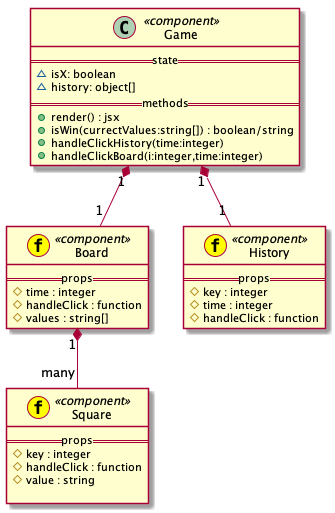 C
«component»
Game
state
isX: boolean
history: object[]
methods
render() : jsx
isWin(currectValues:string[]) : boolean/string
handleClickHistory(time:integer)
handleClickBoard(i:integer,time:integer)
1
1
1
1
f
«component»
Board
props
time : integer
handleClick : function
values : string[]
f
«component»
History
props
key : integer
time : integer
handleClick : function
1
many
f
«component»
Square
props
key : integer
handleClick : function
value : string